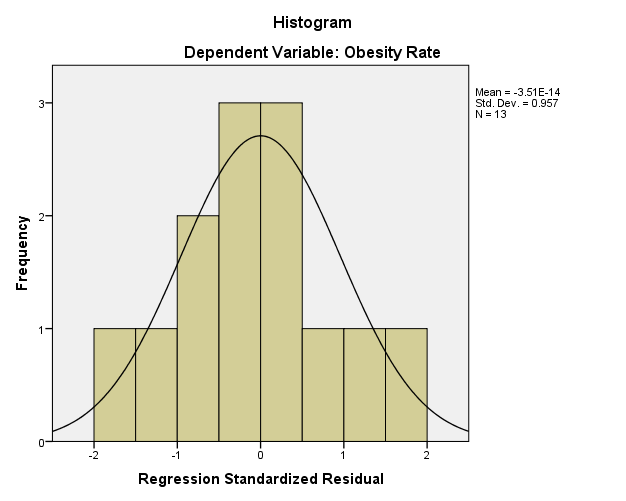 Histogram
Dependent Variable: Obesity Rate
Mean = -3.51E-14
Std. Dev. = 0.957
N = 13
Frequency
3
2
1
0
-2 -1 0 1 2
Regression Standardized Residual